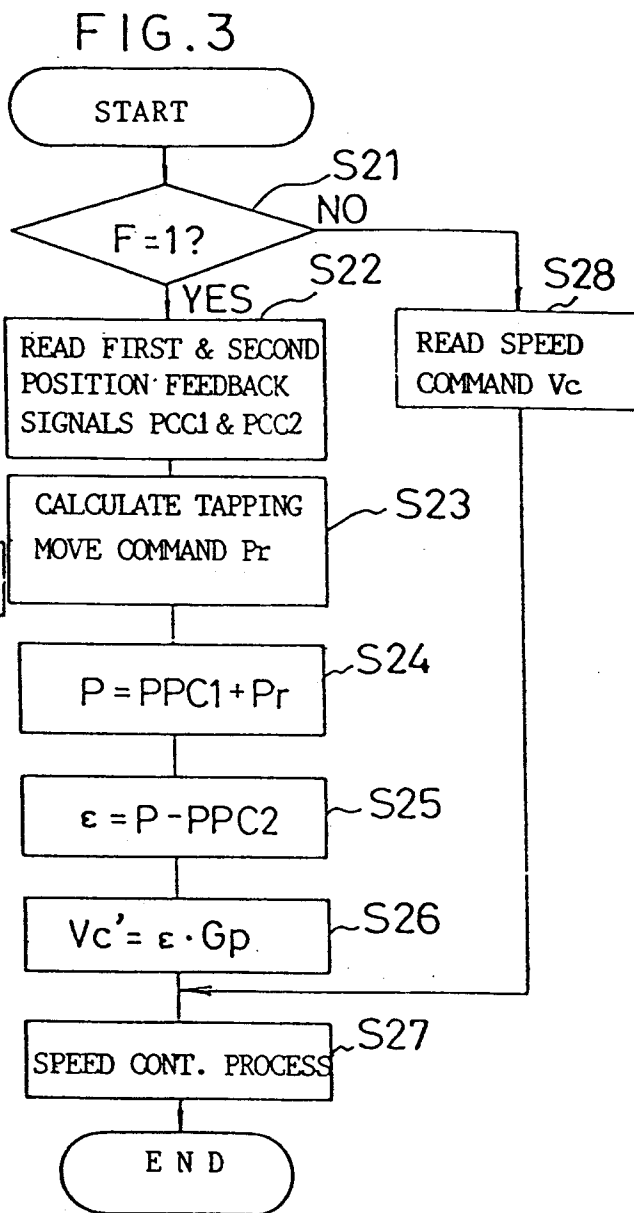 FIG.3
START
S21
F=1?
NO
YES
S22
READ FIRST & SECOND
POSITION FEEDBACK
SIGNALS PCC1 & PCC2
S28
READ SPEED
COMMAND Vc
CALCULATE TAPPING
MOVE COMMAND Pr
S23
P=PPC1+Pr
S24
ε=P-PPC2
S25
Vc'=ε·Gp
S26
SPEED CONT. PROCESS
S27
END